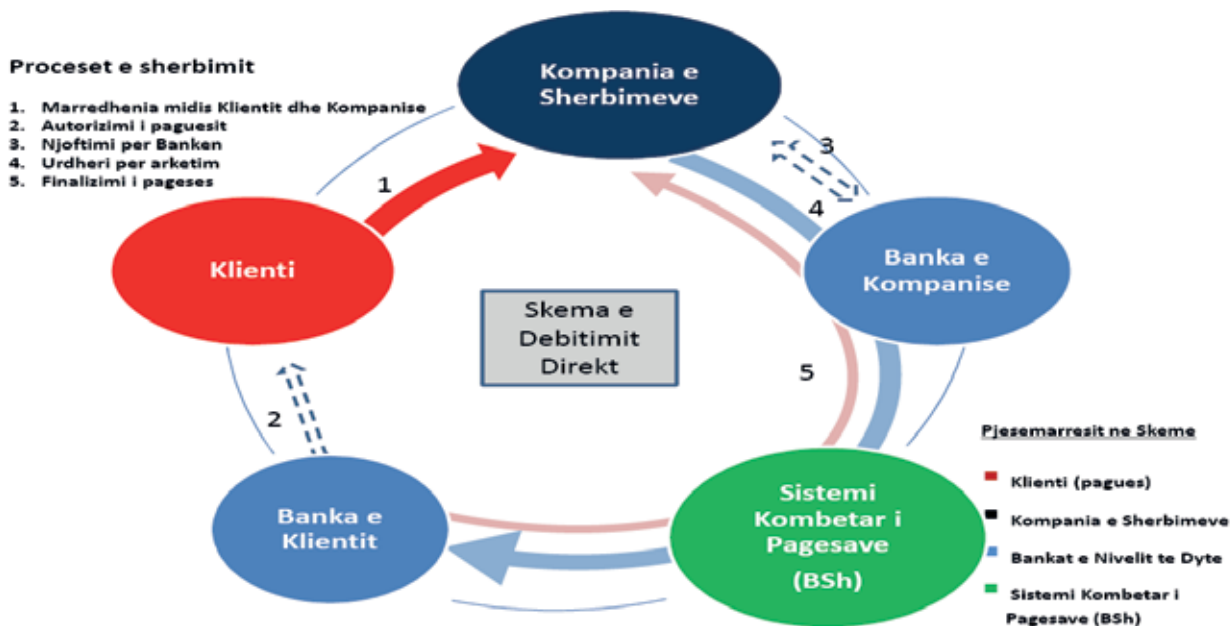 Proceset e sherbimit
1. Marredhenia midis Klientit dhe Kompanise
2. Autorizimi i paguesit
3. Njoftimi per Banken
4. Urdheri per arketim
5. Finalizimi i pageses
Kompania e
Sherbimeve
1
3
4
Klienti
Banka e
Kompanise
Skema e
Debitimit
Direkt
5
2
Banka e
Klientit
Sistemi
Kombetar i
Pagesave
(BSh)
Pjesemarresit ne Skeme
Klienti (pagues)
Kompania e Sherbimeve
Bankat e Nivelit te Dyte
Sistemi Kombetar i
Pagesave (BSh)